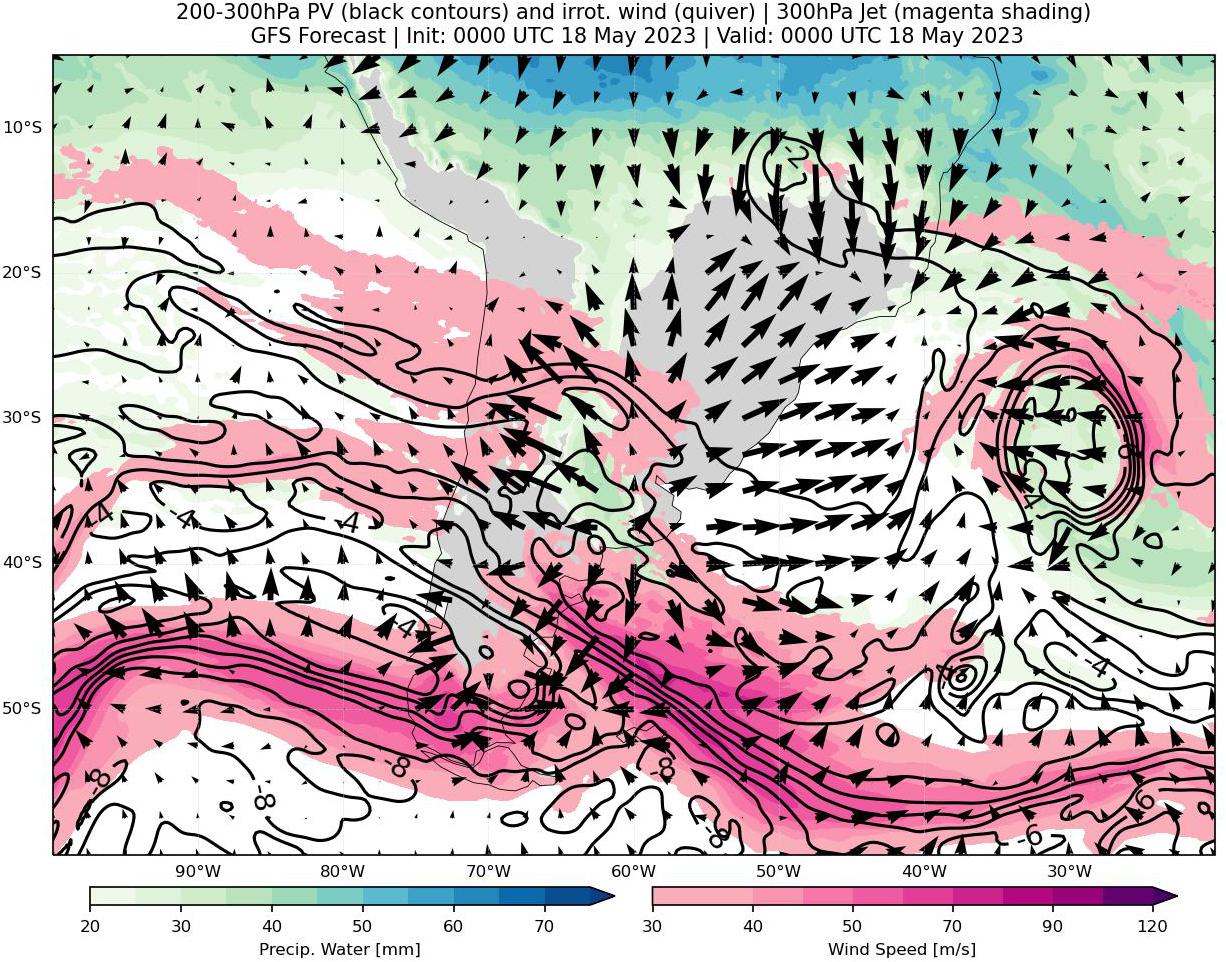 200-300hPa PV (black contours) and irrot. wind (quiver) | 300hPa Jet (magenta shading)
GFS Forecast | Init: 0000 UTC 18 May 2023 | Valid: 0000 UTC 18 May 2023
10°S
-2
20°S
30°S
-4
-4
-4
40°S
-4
-4
50°S
-8
-8
-8
-8
-8
-6
90°W
80°W
70°W
60°W
50°W
40°W
30°W
20
30
40
50
60
70
30
40
50
70
90
120
Precip. Water [mm]
Wind Speed [m/s]